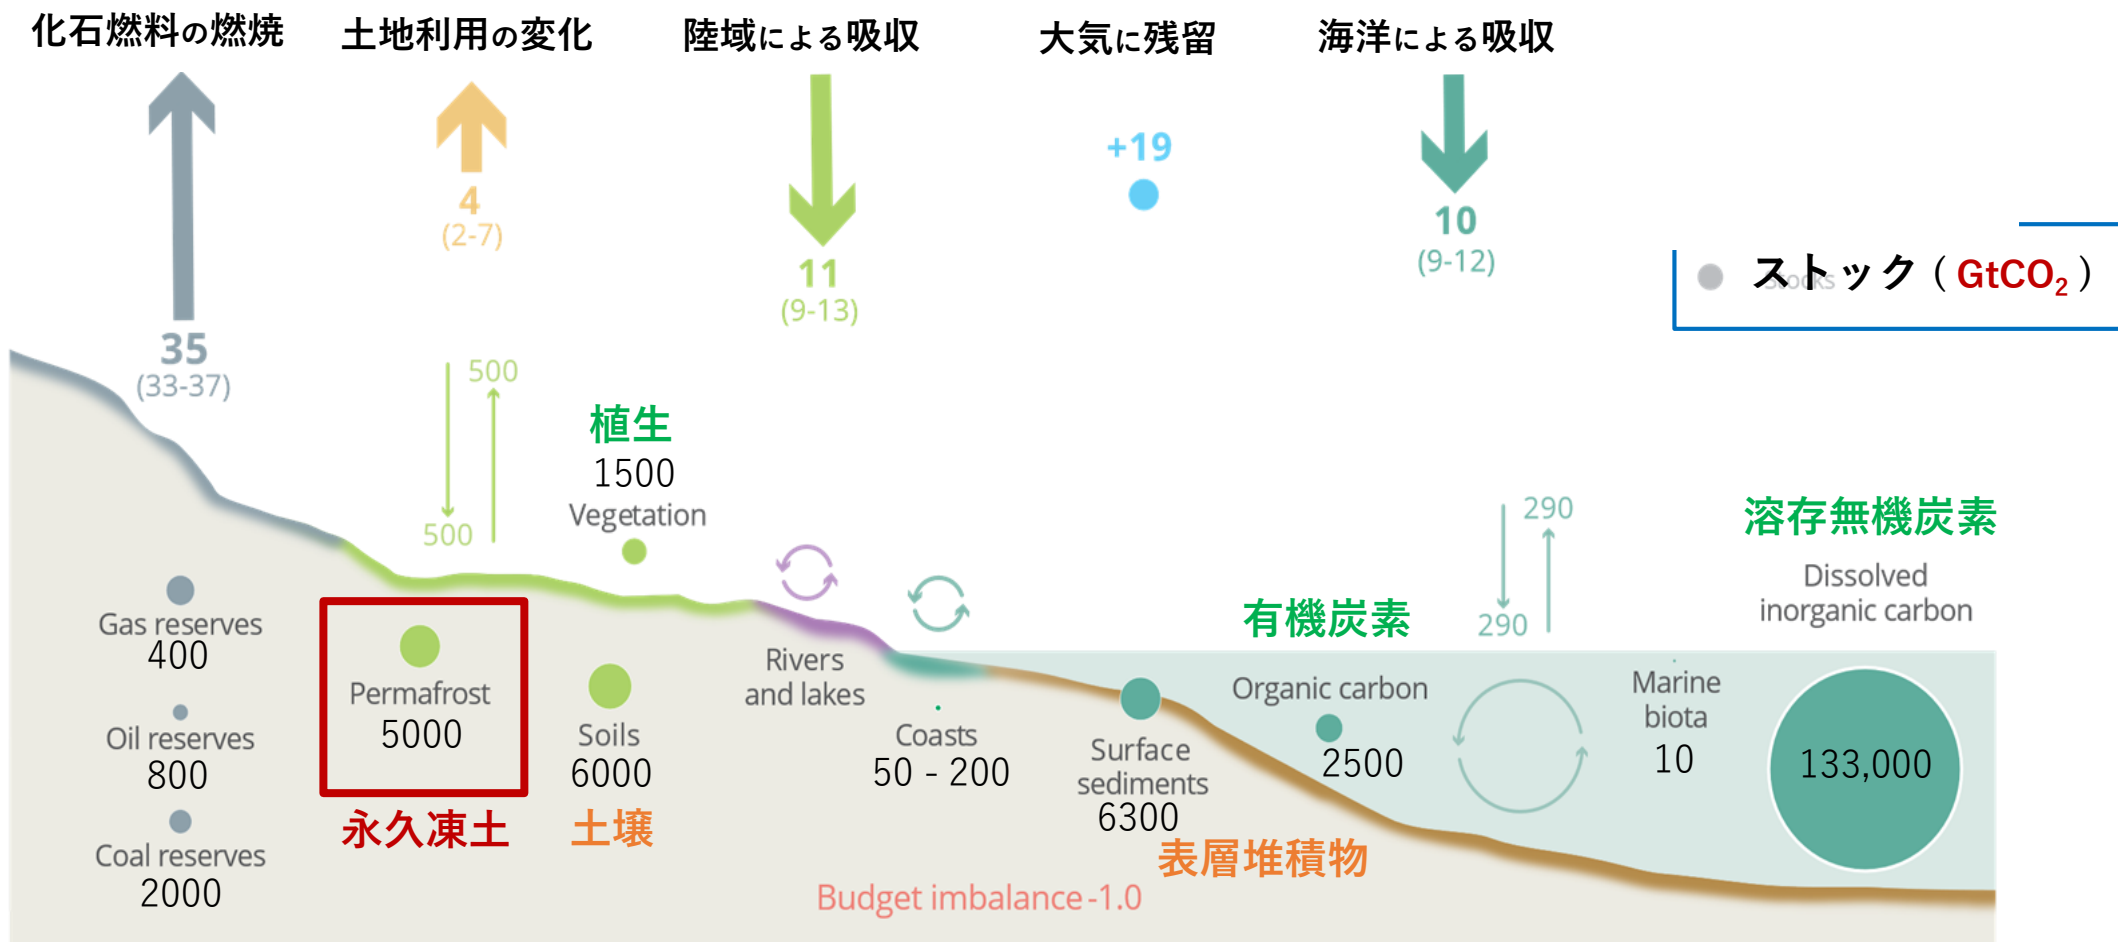 化石燃料の燃焼
土地利用の変化
陸域による吸収
大気に残留
海洋による吸収
35
(33-37)
4
(2-7)
11
(9-13)
+19
10
(9-12)
Stocks
ストック ( GtCO₂ )
500
500
植生
1500
Vegetation
290
290
溶存無機炭素
Dissolved
inorganic carbon
133,000
Gas reserves
400
Oil reserves
800
Coal reserves
2000
Permafrost
5000
永久凍土
Soils
6000
土壌
Rivers
and lakes
Coasts
50 - 200
Surface
sediments
6300
表層堆積物
有機炭素
Organic carbon
2500
Marine
biota
10
Budget imbalance -1.0